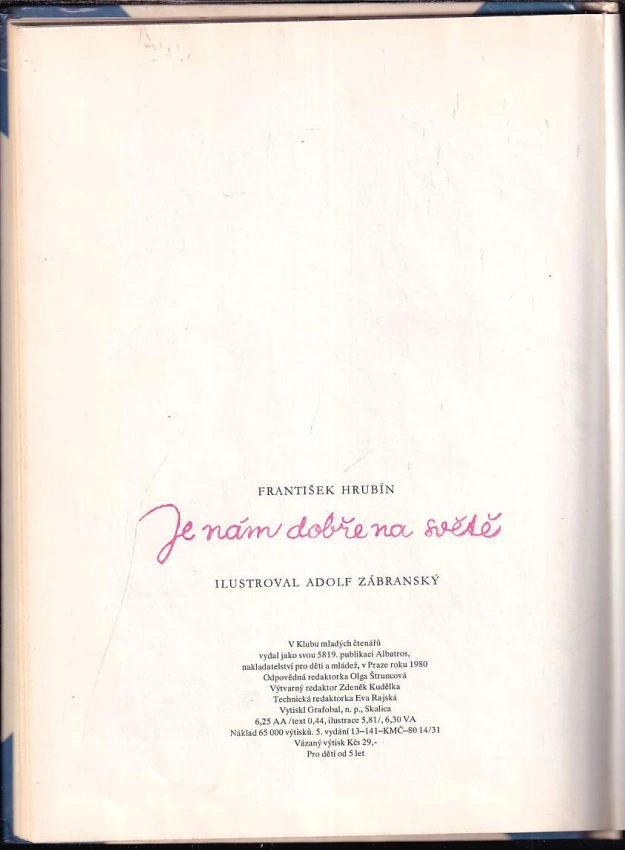 FRANTIŠEK HRUBÍN
Je nám dobře na světě
ILUSTROVAL ADOLF ZÁBRANSKÝ
V Klubu mladých čtenářů
vydal jako svou 5819. publikaci Albatros,
nakladatelství pro děti a mládež, v Praze roku 1980
Odpovědná redaktorka Olga Štruncová
Výtvarný redaktor Zdeněk Kudělka
Technická redaktorka Eva Rajská
Vytiskl Grafobal, n. p., Skalica
6,25 AA /text 0,44, ilustrace 5,81/, 6,30 VA
Náklad 65 000 výtisků. 5. vydání 13–141–KMČ–80 14/31
Vázaný výtisk Kčs 29,-
Pro děti od 5 let